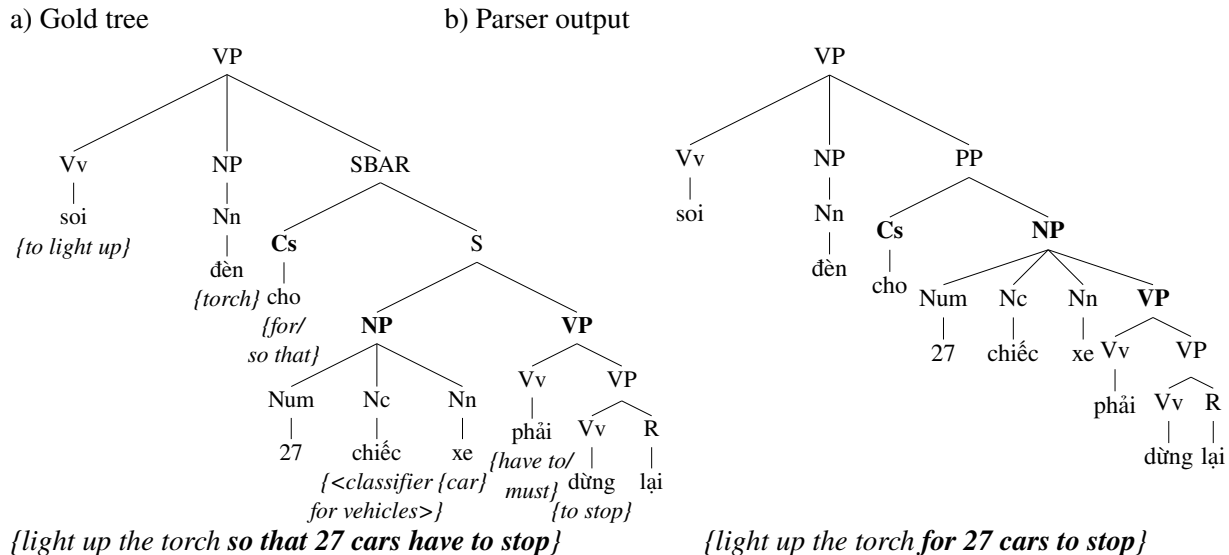 a) Gold tree b) Parser output
VP VP
Vv NP SBAR Vv NP PP
soi Nn soi Nn
{to light up} Cs S Cs NP
đèn cho đèn cho
{torch} {for/ so that} Num Nc Nn VP
NP VP 27 chiếc xe Vv VP
Num Nc Nn Vv VP phải Vv R
27 chiếc xe phải Vv R dừng lại
{<classifier {car} {have to/ dừng lại
for vehicles>} must} {to stop}
{light up the torch so that 27 cars have to stop} {light up the torch for 27 cars to stop}